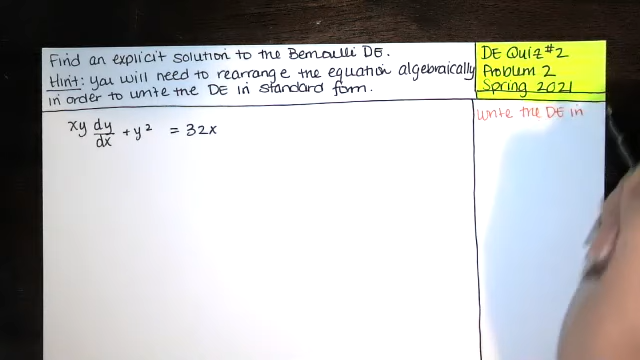 Find an explicit solution to the Bernoulli DE.
Hint: you will need to rearrange the equation algebraically
in order to write the DE in standard form.
DE Quiz #2
Problem 2
Spring 2021
xy dy/dx + y² = 32x
write the DE in